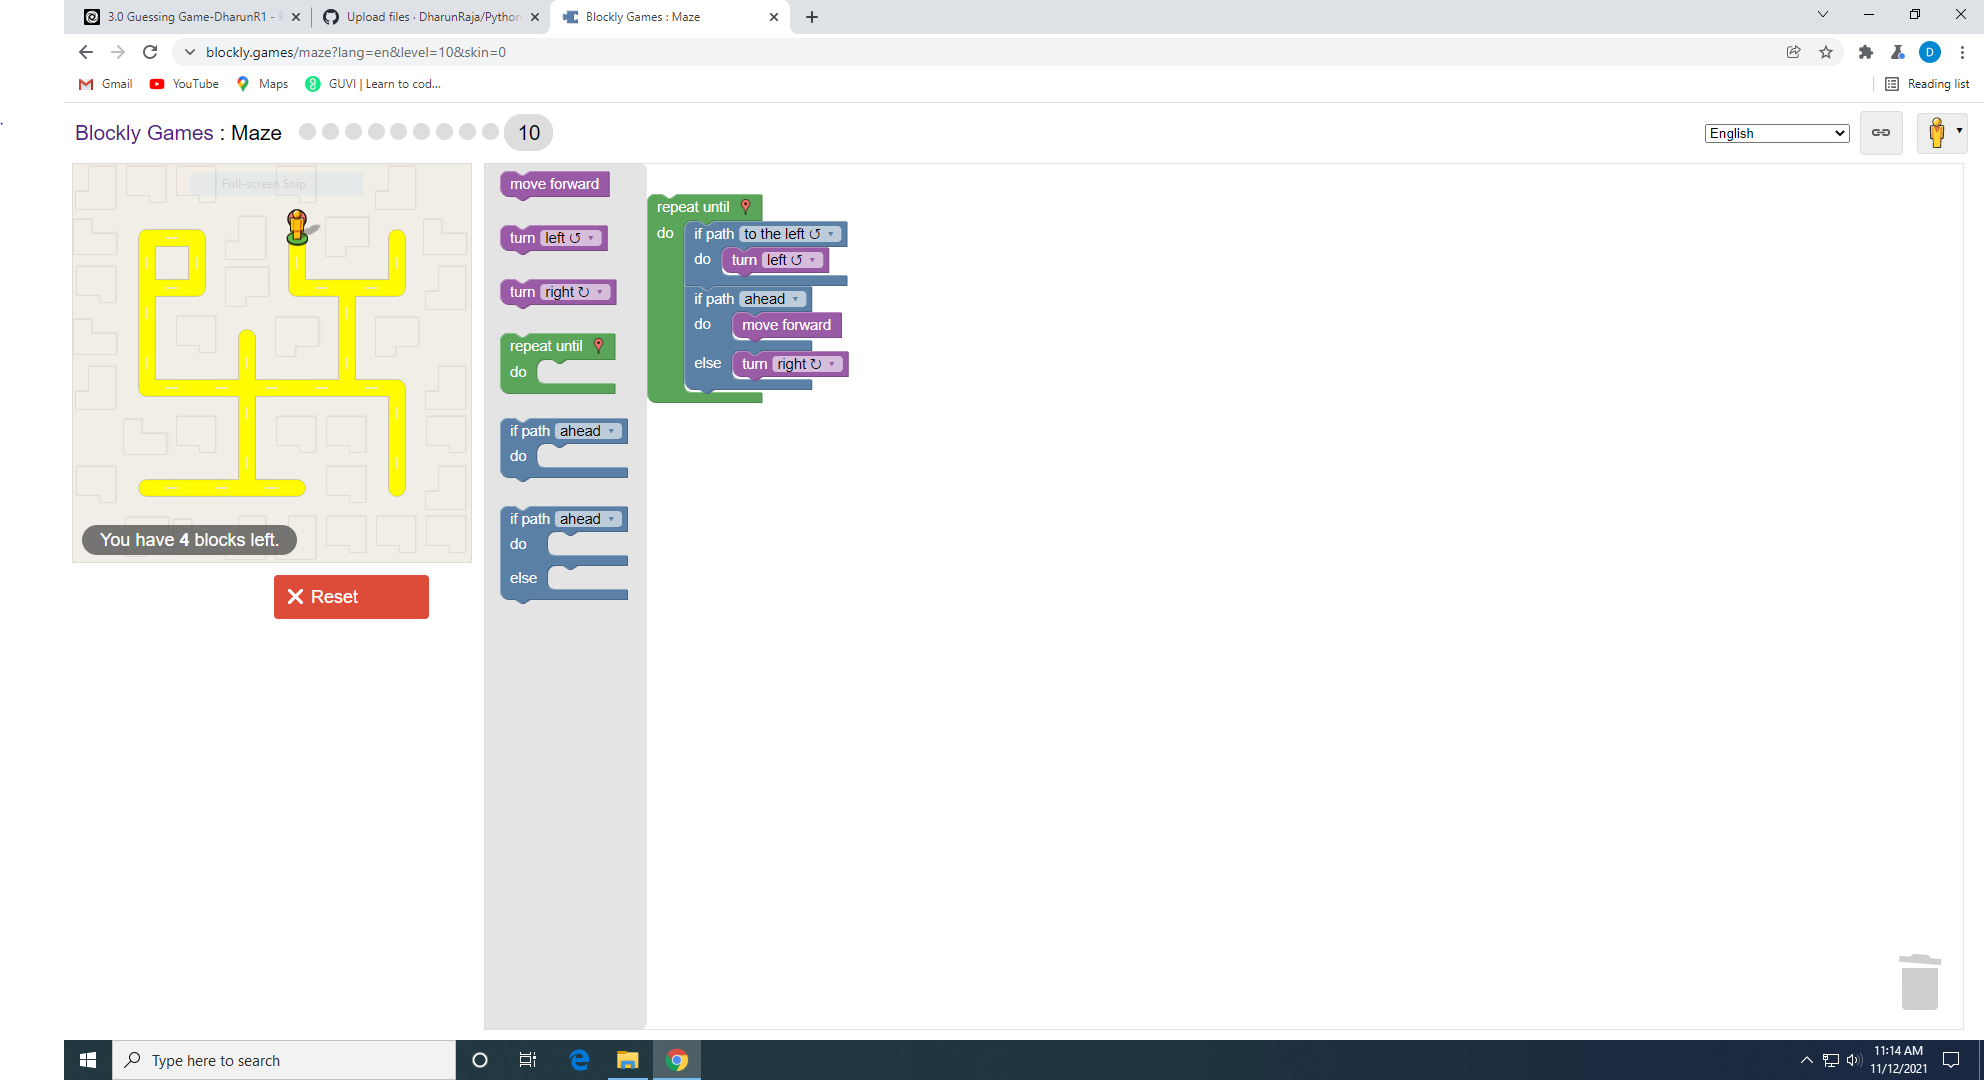 3.0 Guessing Game-DharunR1 -
Upload files · DharunRaja/Python
Blockly Games : Maze
blockly.games/maze?lang=en&level=10&skin=0
D
Gmail
YouTube
Maps
GUVI | Learn to cod...
Reading list
Blockly Games : Maze
10
English
Full-screen Snip
You have 4 blocks left.
Reset
move forward
turn left ↺
turn right ↻
repeat until
do
if path ahead
do
if path ahead
do
else
repeat until
do
if path to the left ↺
do turn left ↺
if path ahead
do move forward
else turn right ↻
Type here to search
11:14 AM
11/12/2021